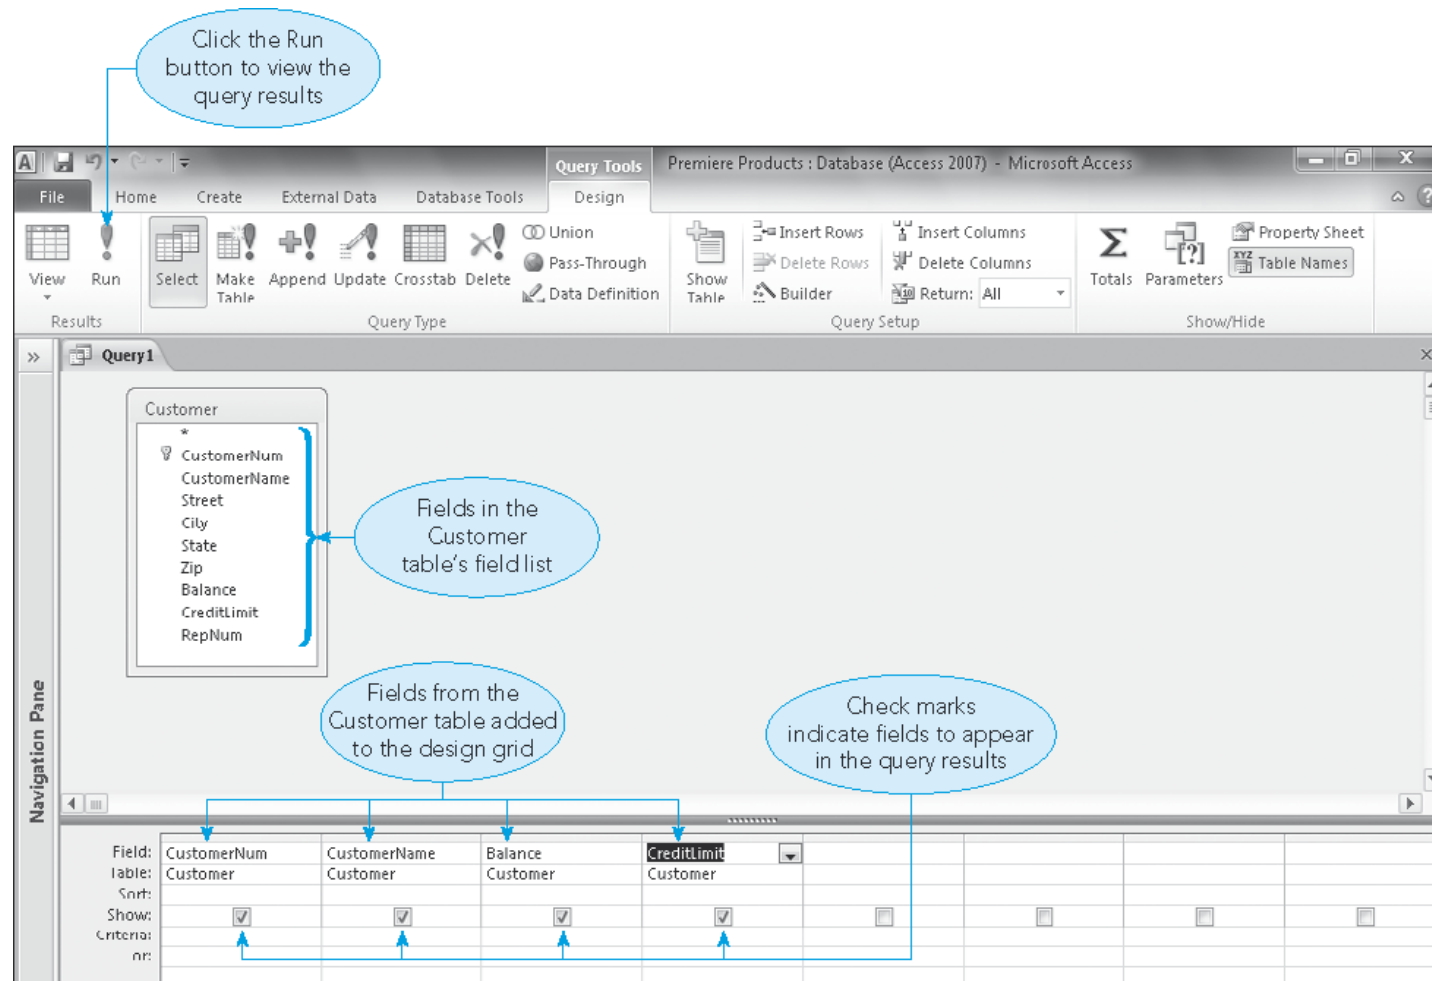 Click the Run
button to view the
query results
Query Tools
Premiere Products : Database (Access 2007) - Microsoft Access
File
Home
Create
External Data
Database Tools
Design
View
Run
Select
Make
Table
Append
Update
Crosstab
Delete
Union
Pass-Through
Data Definition
Show
Table
Insert Rows
Delete Rows
Builder
Insert Columns
Delete Columns
Return: All
Totals
Parameters
Property Sheet
Table Names
Results
Query Type
Query Setup
Show/Hide
Query1
Customer
*
CustomerNum
CustomerName
Street
City
State
Zip
Balance
CreditLimit
RepNum
Fields in the
Customer
table's field list
Navigation Pane
Fields from the
Customer table added
to the design grid
Check marks
indicate fields to appear
in the query results
Field: CustomerNum CustomerName Balance CreditLimit
Table: Customer Customer Customer Customer
Sort:
Show:
Criteria:
or: